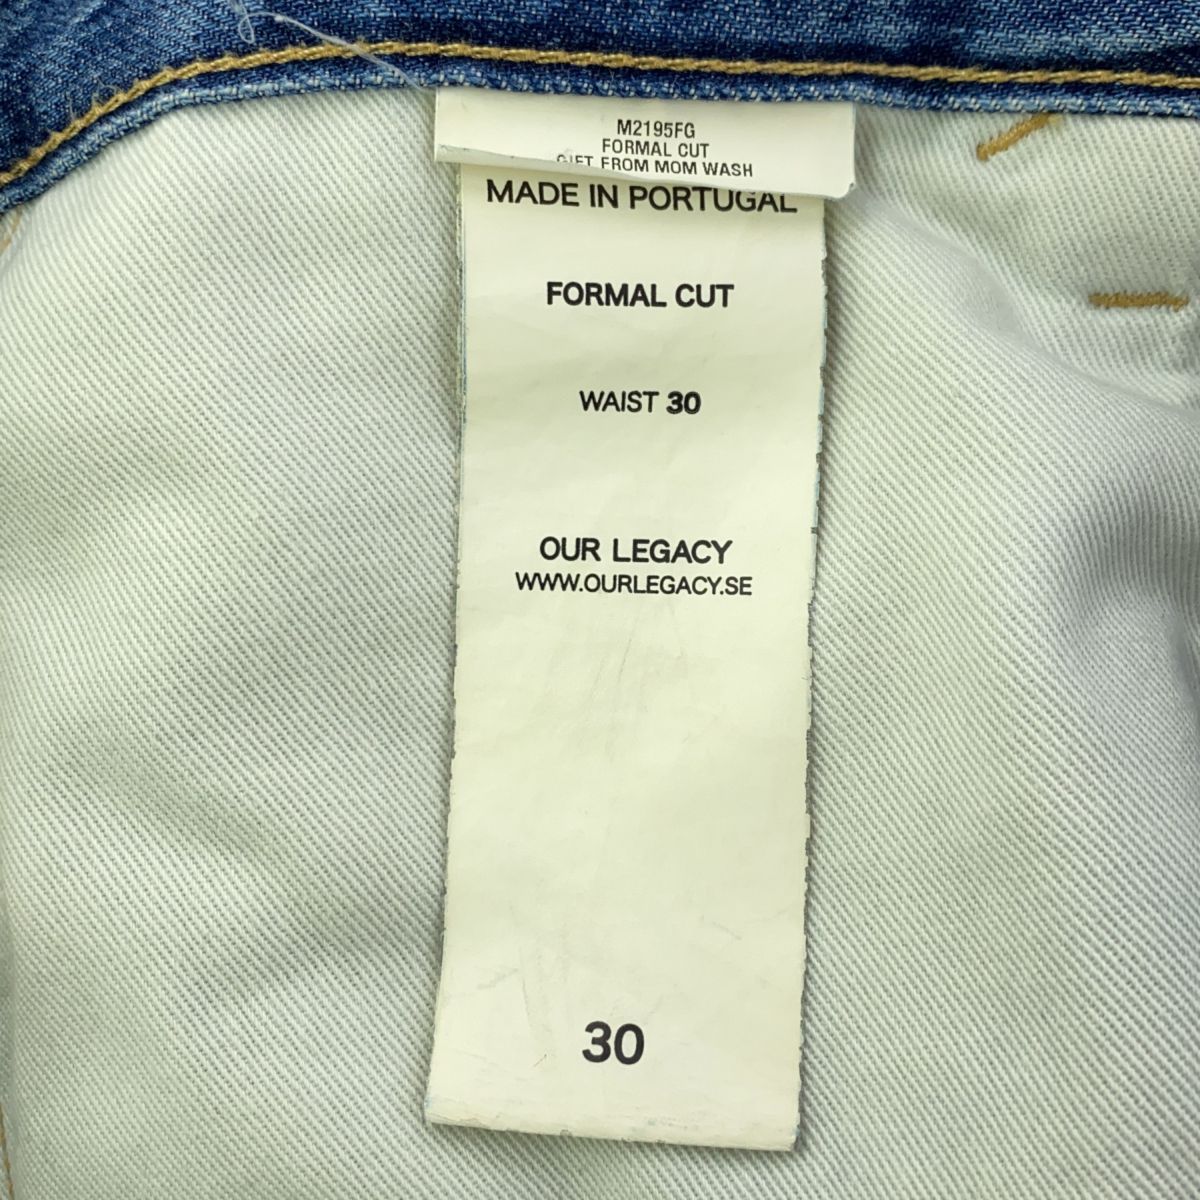 M2195FG
FORMAL CUT
GIFT FROM MOM WASH
MADE IN PORTUGAL
FORMAL CUT
WAIST 30
OUR LEGACY
WWW.OURLEGACY.SE
30